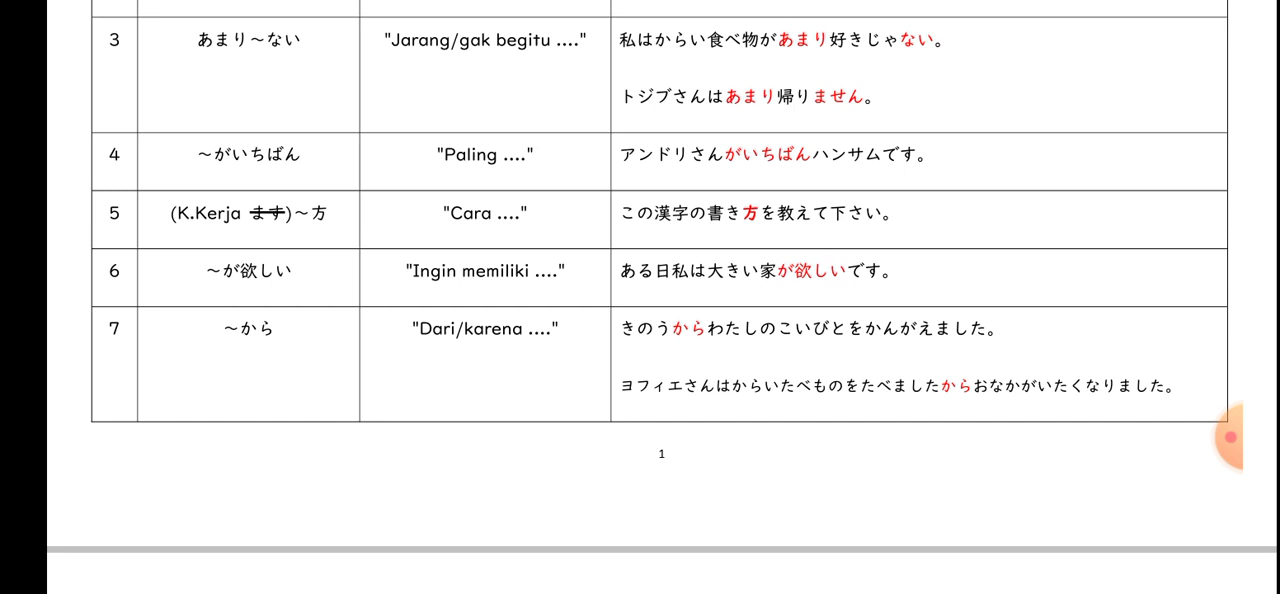 3 あまり～ない "Jarang/gak begitu ...." 私はからい食べ物があまり好きじゃない。
トジブさんはあまり帰りません。
4 ～がいちばん "Paling ...." アンドリさんがいちばんハンサムです。
5 (K.Kerja ます)～方 "Cara ...." この漢字の書き方を教えて下さい。
6 ～が欲しい "Ingin memiliki ...." ある日私は大きい家が欲しいです。
7 ～から "Dari/karena ...." きのうからわたしのこいびとをかんがえました。
ヨフィエさんはからいたべものをたべましたからおなかがいたくなりました。
1